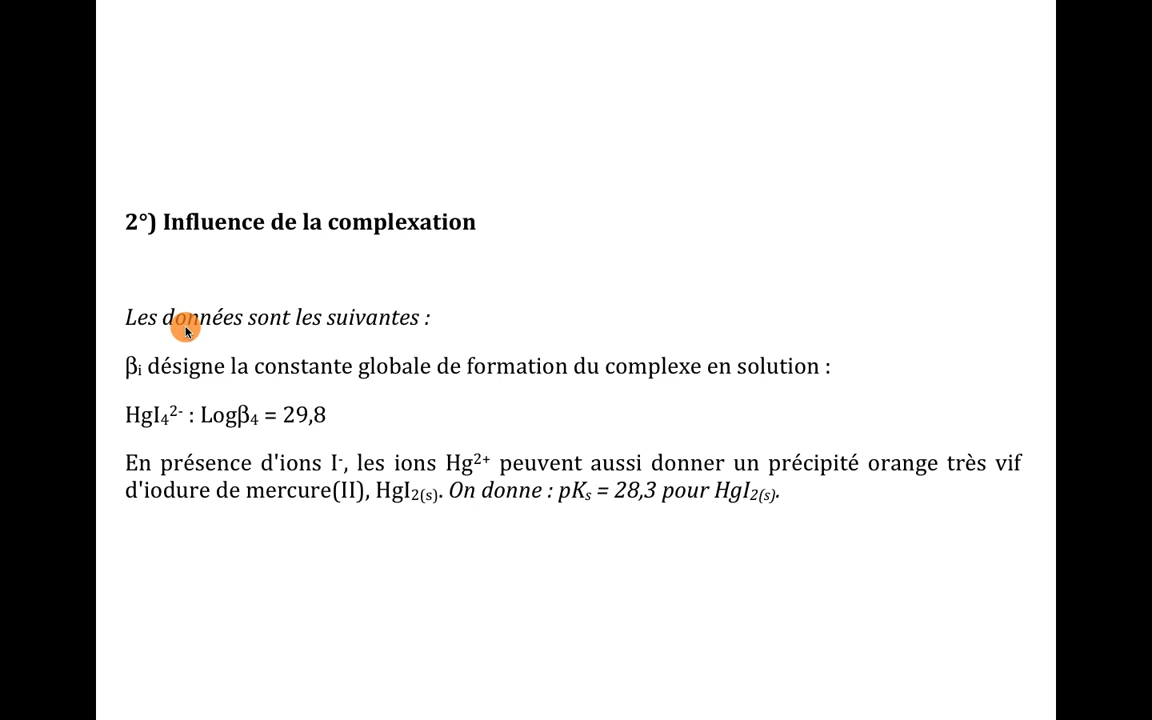 2°) Influence de la complexation
Les données sont les suivantes :
βi désigne la constante globale de formation du complexe en solution :
HgI₄²⁻ : Logβ₄ = 29,8
En présence d'ions I⁻, les ions Hg²⁺ peuvent aussi donner un précipité orange très vif
d'iodure de mercure(II), HgI₂₍ₛ₎. On donne : pKₛ = 28,3 pour HgI₂₍ₛ₎.